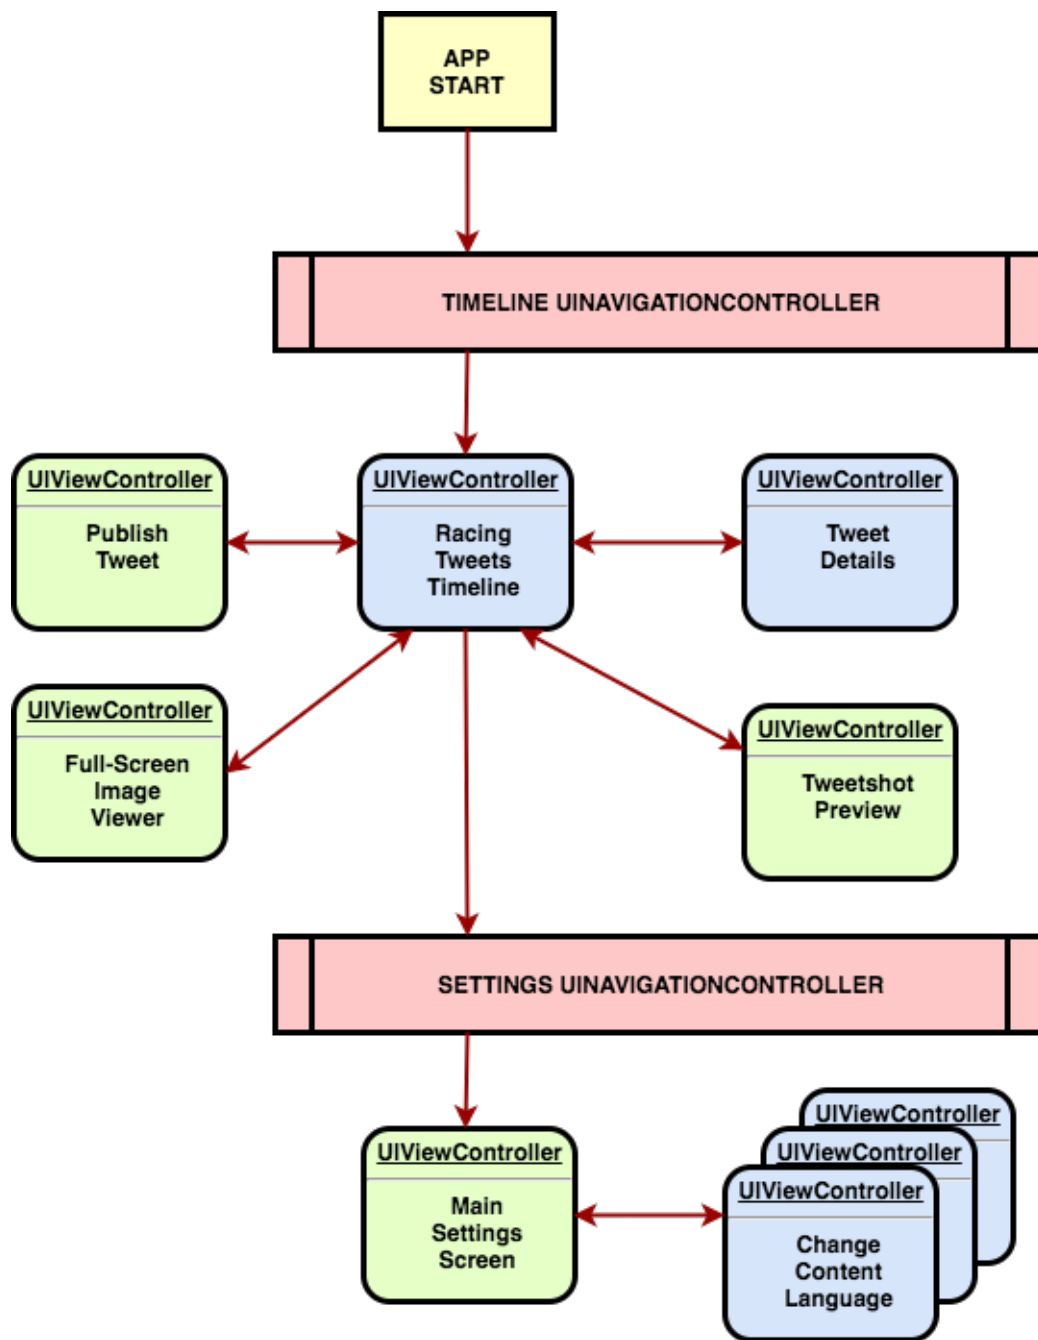 APP
START
TIMELINE UINAVIGATIONCONTROLLER
UIViewController
Publish
Tweet
UIViewController
Racing
Tweets
Timeline
UIViewController
Tweet
Details
UIViewController
Full-Screen
Image
Viewer
UIViewController
Tweetshot
Preview
SETTINGS UINAVIGATIONCONTROLLER
UIViewController
Main
Settings
Screen
UIViewController
UIViewController
UIViewController
Change
Content
Language